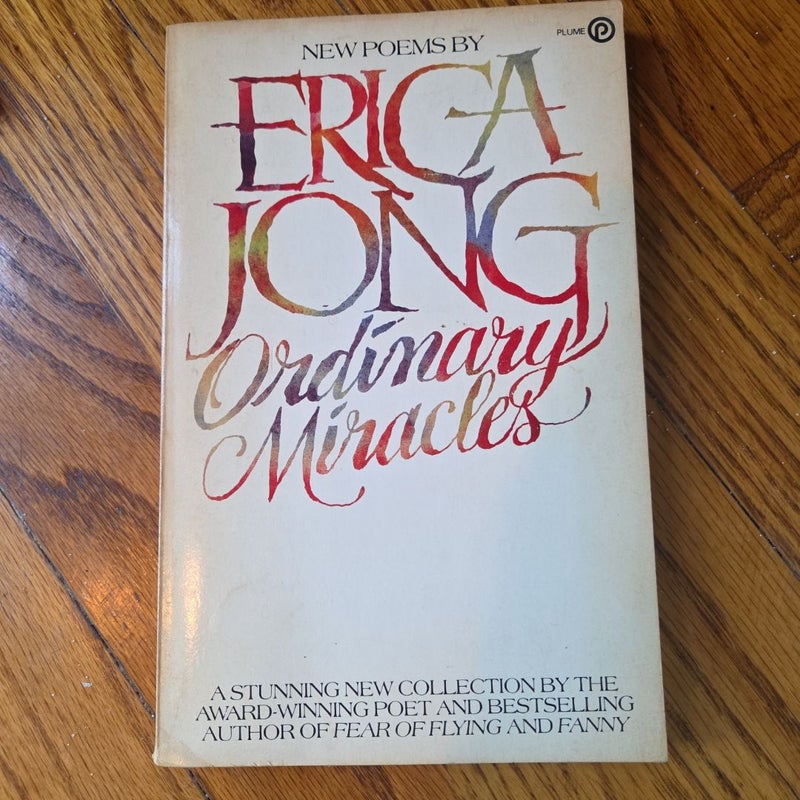 PLUME P
NEW POEMS BY
ERICA
JONG
Ordinary
Miracles
A STUNNING NEW COLLECTION BY THE
AWARD-WINNING POET AND BESTSELLING
AUTHOR OF FEAR OF FLYING AND FANNY